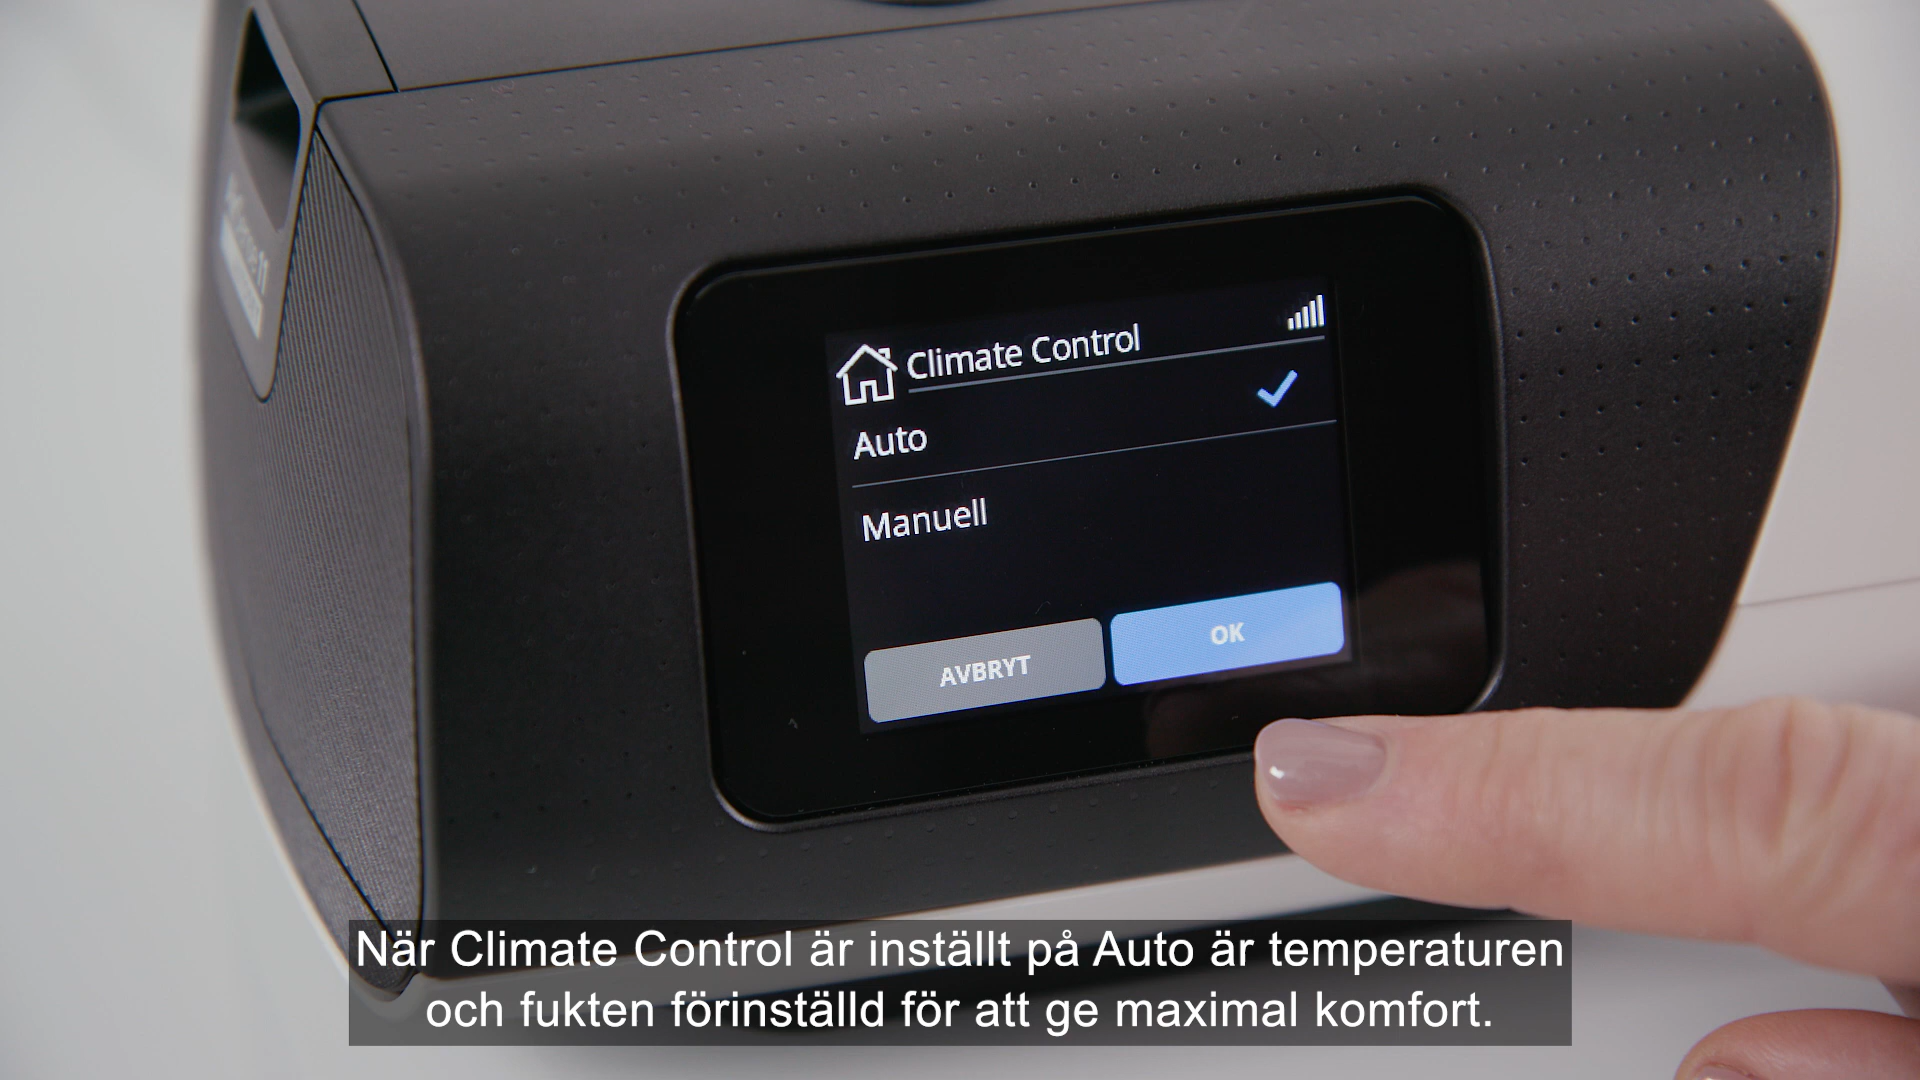 Climate Control
Auto
Manuell
AVBRYT
OK
När Climate Control är inställt på Auto är temperaturen
och fukten förinställd för att ge maximal komfort.